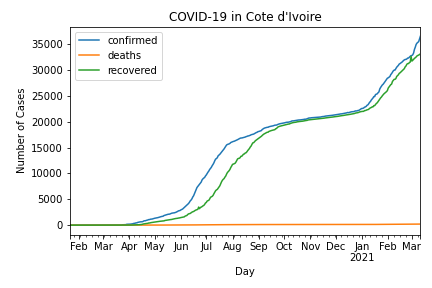 COVID-19 in Cote d'Ivoire
confirmed
deaths
recovered
Number of Cases
35000
30000
25000
20000
15000
10000
5000
0
Feb Mar Apr May Jun Jul Aug Sep Oct Nov Dec Jan Feb Mar
2021
Day